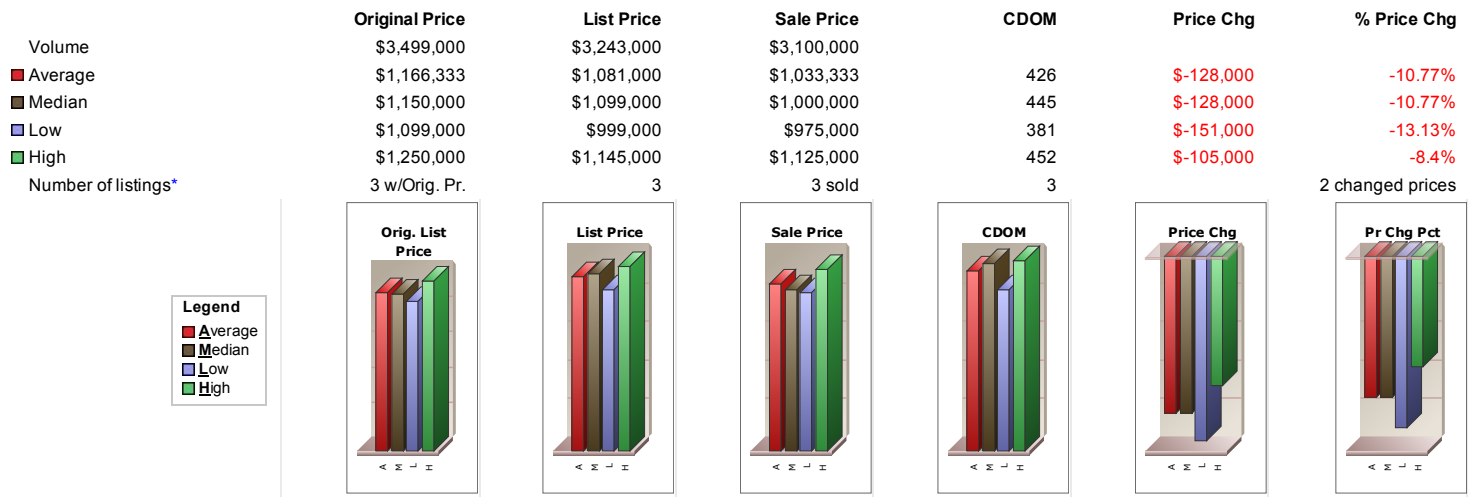 Original Price List Price Sale Price CDOM Price Chg % Price Chg
Volume $3,499,000 $3,243,000 $3,100,000
Average $1,166,333 $1,081,000 $1,033,333 426 $-128,000 -10.77%
Median $1,150,000 $1,099,000 $1,000,000 445 $-128,000 -10.77%
Low $1,099,000 $999,000 $975,000 381 $-151,000 -13.13%
High $1,250,000 $1,145,000 $1,125,000 452 $-105,000 -8.4%
Number of listings* 3 w/Orig. Pr. 3 3 sold 3 2 changed prices
Orig. List
Price
List Price
Sale Price
CDOM
Price Chg
Pr Chg Pct
Legend
Average
Median
Low
High
A M L H
A M L H
A M L H
A M L H
A M L H
A M L H